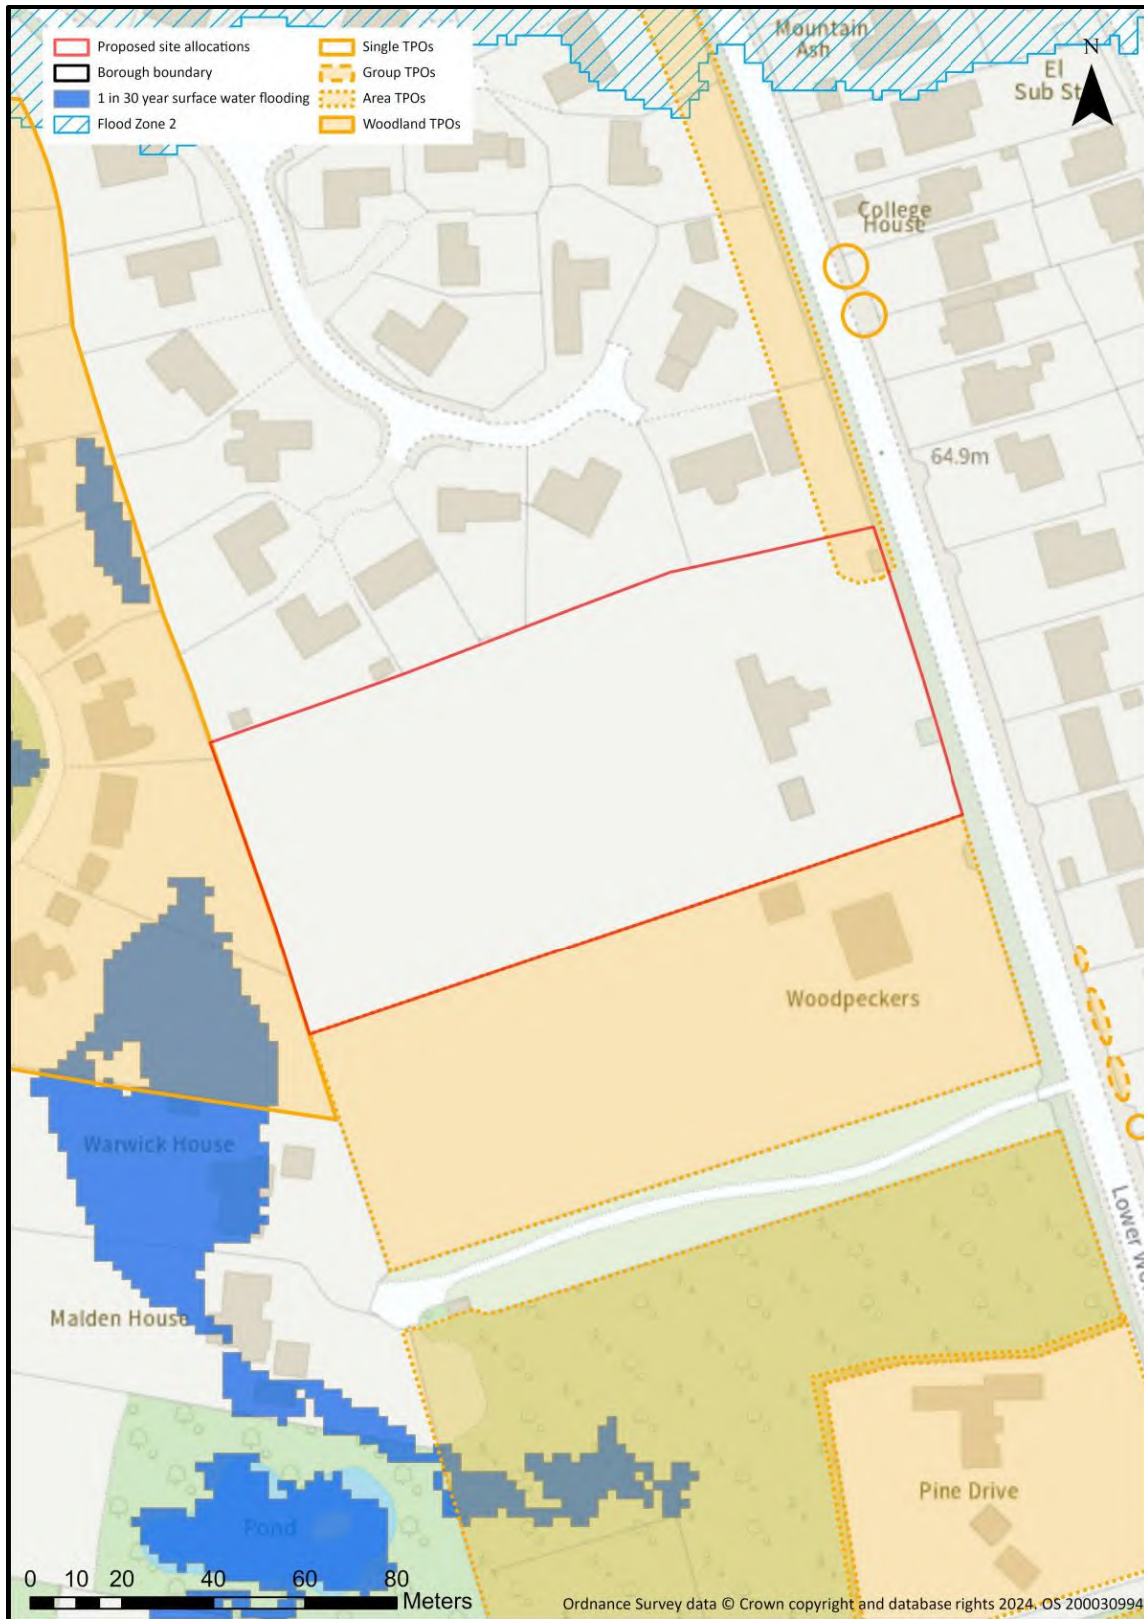 Proposed site allocations
Borough boundary
1 in 30 year surface water flooding
Flood Zone 2
Single TPOs
Group TPOs
Area TPOs
Woodland TPOs
Mountain
Ash
El
Sub St
N
College
House
64.9m
Woodpeckers
Warwick House
Malden House
Lower
Pine Drive
Pond
0 10 20 40 60 80
Meters
Ordnance Survey data © Crown copyright and database rights 2024. OS 200030994